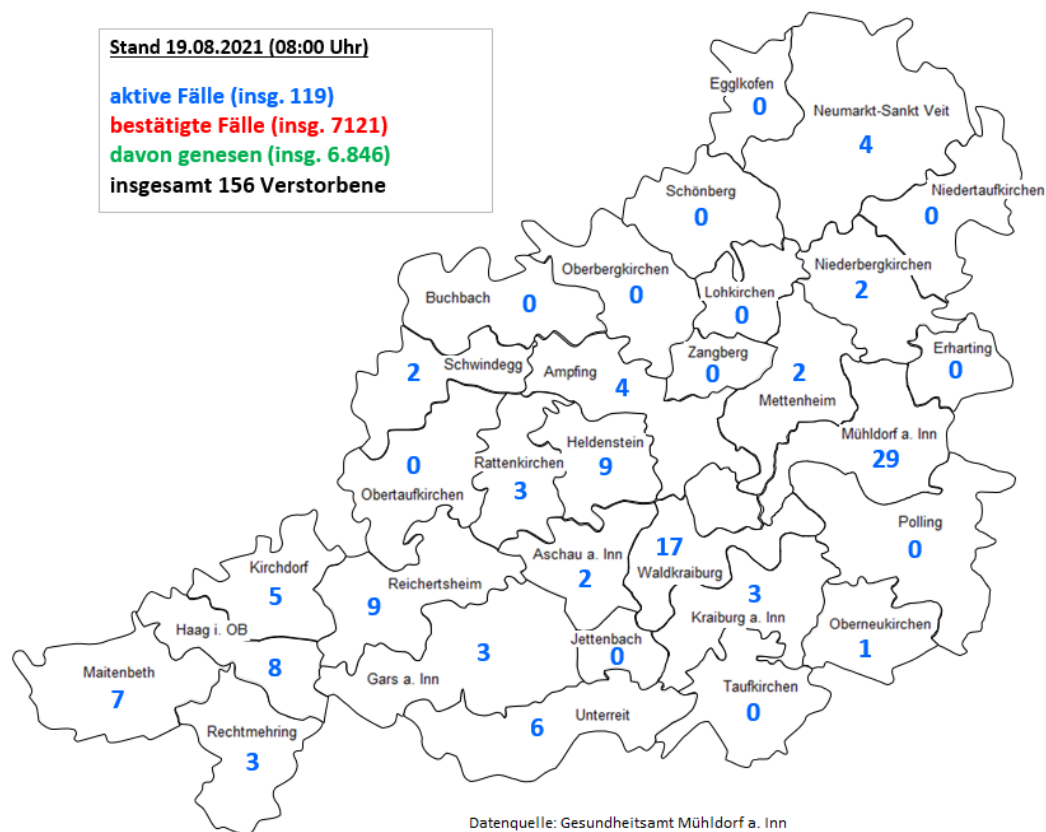 Stand 19.08.2021 (08:00 Uhr)
aktive Fälle (insg. 119)
bestätigte Fälle (insg. 7121)
davon genesen (insg. 6.846)
insgesamt 156 Verstorbene
Egglkofen
0
Neumarkt-Sankt Veit
4
Schönberg
0
Niedertaufkirchen
0
Oberbergkirchen
0
Lohkirchen
0
Niederbergkirchen
2
Buchbach
0
Schwindegg
2
Ampfing
4
Zangberg
0
2
Mettenheim
Erharting
0
Mühldorf a. Inn
29
0
Obertaufkirchen
Rattenkirchen
3
Heldenstein
9
Polling
0
Aschau a. Inn
2
17
Waldkraiburg
Kirchdorf
5
Reichertsheim
9
3
Kraiburg a. Inn
Oberneukirchen
1
Haag i. OB
8
Jettenbach
0
3
Gars a. Inn
Maitenbeth
7
Taufkirchen
0
Unterreit
6
Rechtmehring
3
Datenquelle: Gesundheitsamt Mühldorf a. Inn